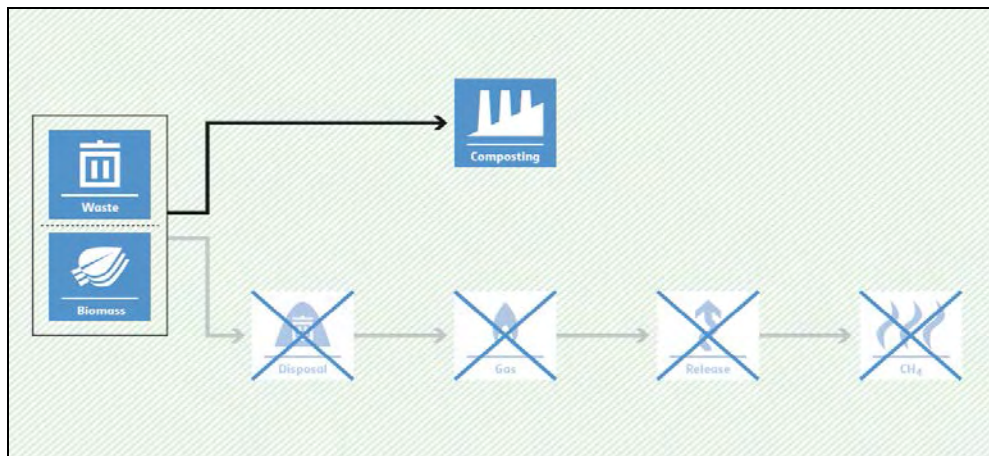 Composting
Waste
Biomass
Disposal
Gas
Release
CH₄